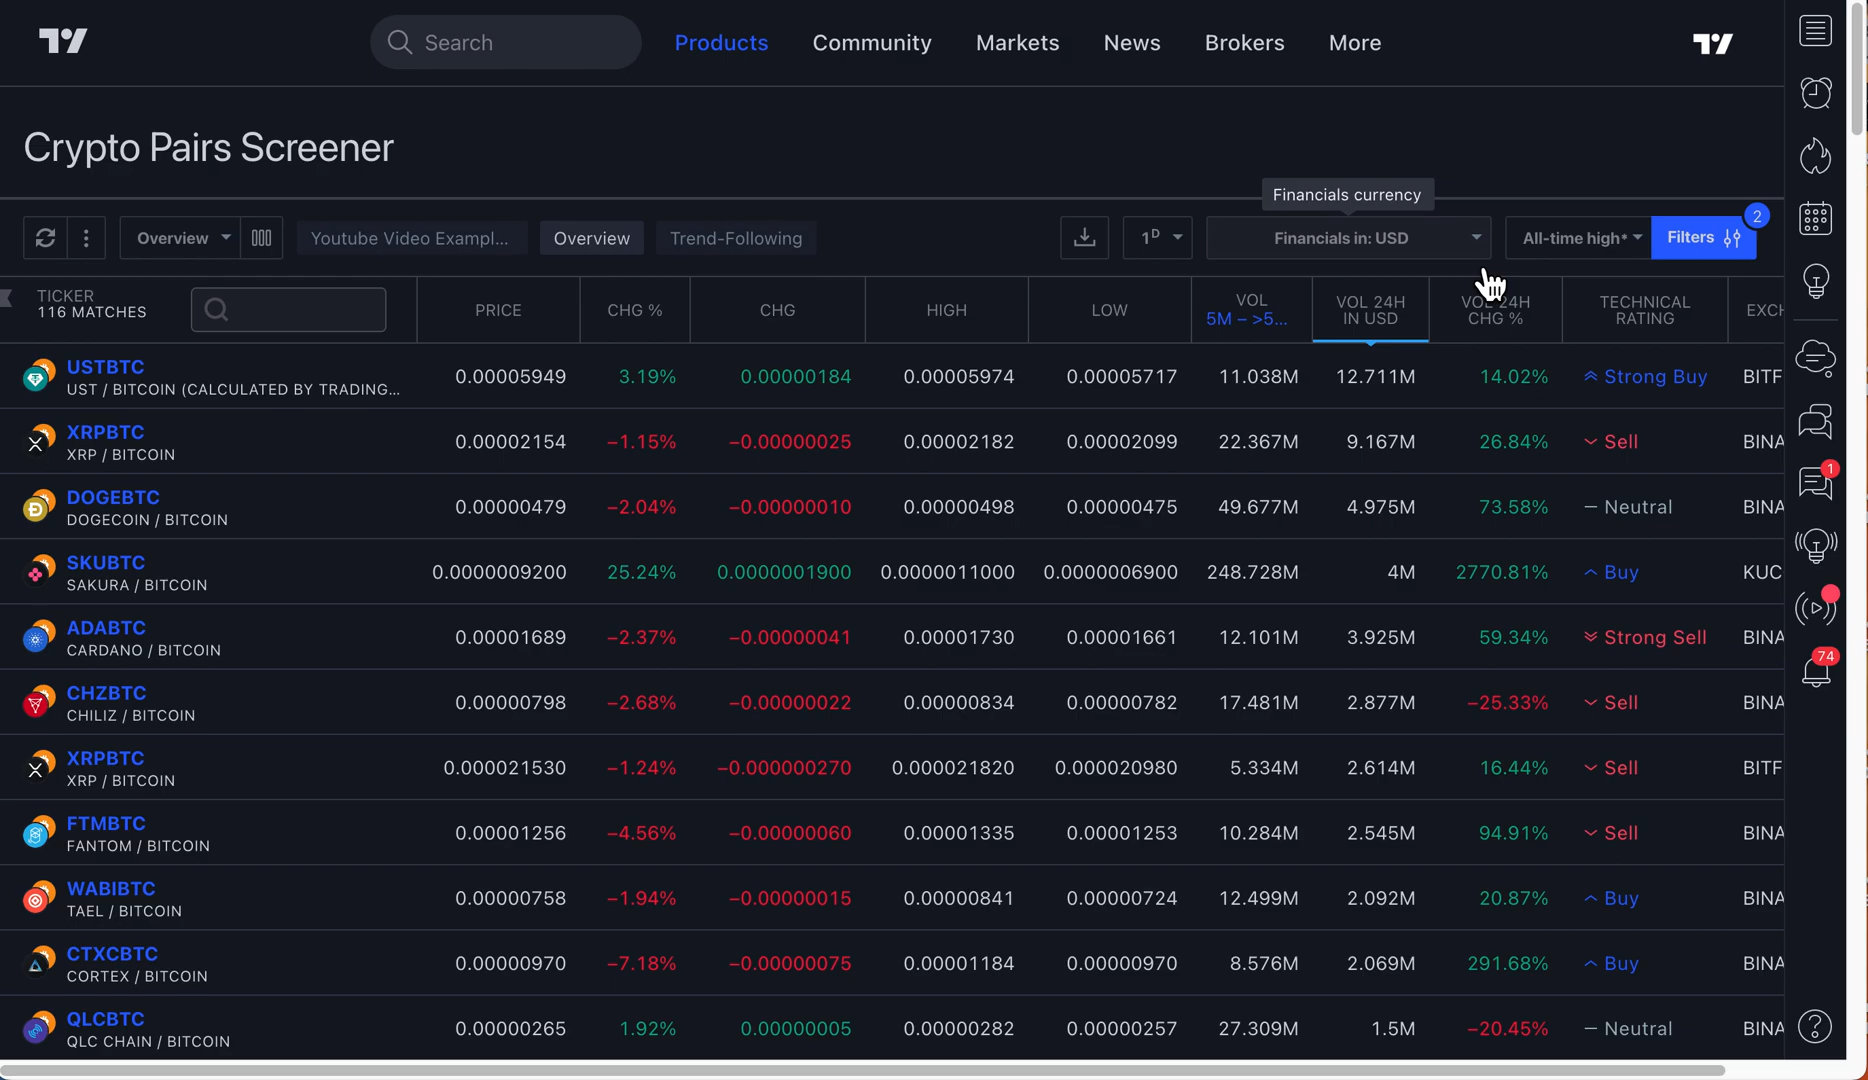 Search
Products Community Markets News Brokers More
Crypto Pairs Screener
Financials currency
Overview Youtube Video Exampl... Overview Trend-Following 1D Financials in: USD All-time high* Filters 2
TICKER
116 MATCHES
PRICE CHG % CHG HIGH LOW
VOL
5M – >5...
VOL 24H
IN USD
VOL 24H
CHG %
TECHNICAL
RATING
EXCH
USTBTC
UST / BITCOIN (CALCULATED BY TRADING...
0.00005949 3.19% 0.00000184 0.00005974 0.00005717 11.038M 12.711M 14.02% Strong Buy BITF
XRPBTC
XRP / BITCOIN
0.00002154 −1.15% −0.00000025 0.00002182 0.00002099 22.367M 9.167M 26.84% Sell BINA
DOGEBTC
DOGECOIN / BITCOIN
0.00000479 −2.04% −0.00000010 0.00000498 0.00000475 49.677M 4.975M 73.58% – Neutral BINA
SKUBTC
SAKURA / BITCOIN
0.0000009200 25.24% 0.0000001900 0.0000011000 0.0000006900 248.728M 4M 2770.81% Buy KUC
ADABTC
CARDANO / BITCOIN
0.00001689 −2.37% −0.00000041 0.00001730 0.00001661 12.101M 3.925M 59.34% Strong Sell BINA
CHZBTC
CHILIZ / BITCOIN
0.00000798 −2.68% −0.00000022 0.00000834 0.00000782 17.481M 2.877M −25.33% Sell BINA
XRPBTC
XRP / BITCOIN
0.000021530 −1.24% −0.000000270 0.000021820 0.000020980 5.334M 2.614M 16.44% Sell BITF
FTMBTC
FANTOM / BITCOIN
0.00001256 −4.56% −0.00000060 0.00001335 0.00001253 10.284M 2.545M 94.91% Sell BINA
WABIBTC
TAEL / BITCOIN
0.00000758 −1.94% −0.00000015 0.00000841 0.00000724 12.499M 2.092M 20.87% Buy BINA
CTXCBTC
CORTEX / BITCOIN
0.00000970 −7.18% −0.00000075 0.00001184 0.00000970 8.576M 2.069M 291.68% Buy BINA
QLCBTC
QLC CHAIN / BITCOIN
0.00000265 1.92% 0.00000005 0.00000282 0.00000257 27.309M 1.5M −20.45% – Neutral BINA
1
74